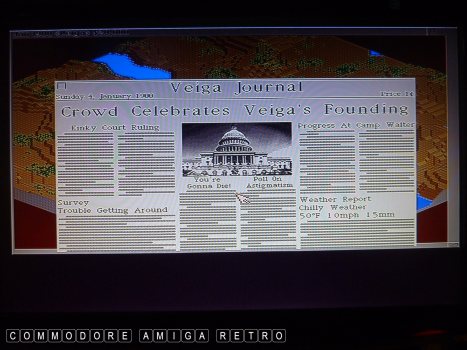 Veiga Journal
Sunday 4, January 1900
Price:1¢
Crowd Celebrates Veiga's Founding
Kinky Court Ruling
Progress At Camp Walter
You're
Gonna Die!
Poll On
Astigmatism
Survey
Trouble Getting Around
Weather Report
Chilly Weather
50°F 10mph 15mm
COMMODORE AMIGA RETRO